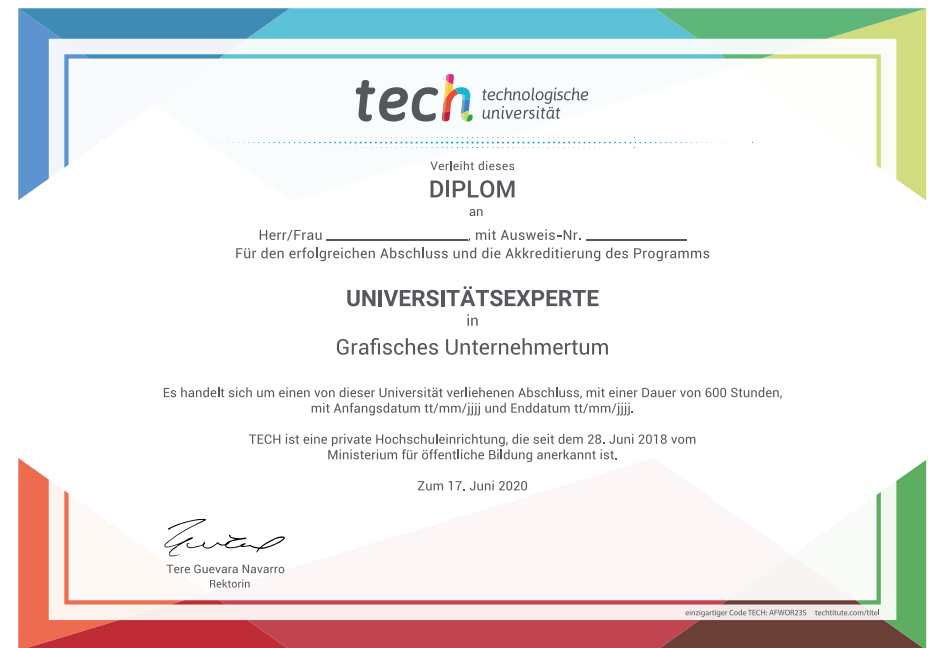 tech technologische
universität
Verleiht dieses
DIPLOM
an
Herr/Frau ____________________, mit Ausweis-Nr. ______________
Für den erfolgreichen Abschluss und die Akkreditierung des Programms
UNIVERSITÄTSEXPERTE
in
Grafisches Unternehmertum
Es handelt sich um einen von dieser Universität verliehenen Abschluss, mit einer Dauer von 600 Stunden,
mit Anfangsdatum tt/mm/jjjj und Enddatum tt/mm/jjjj.
TECH ist eine private Hochschuleinrichtung, die seit dem 28. Juni 2018 vom
Ministerium für öffentliche Bildung anerkannt ist.
Zum 17. Juni 2020
Tere Guevara Navarro
Rektorin
einzigartiger Code TECH: AFWOR23S techtitute.com/titel